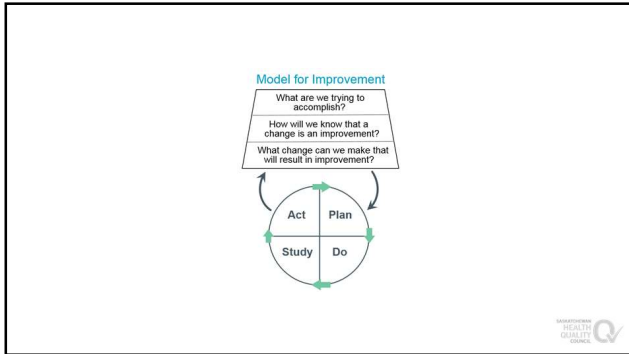 Model for Improvement
What are we trying to
accomplish?
How will we know that a
change is an improvement?
What change can we make that
will result in improvement?
Act
Plan
Study
Do
SASKATCHEWAN
HEALTH
QUALITY
COUNCIL